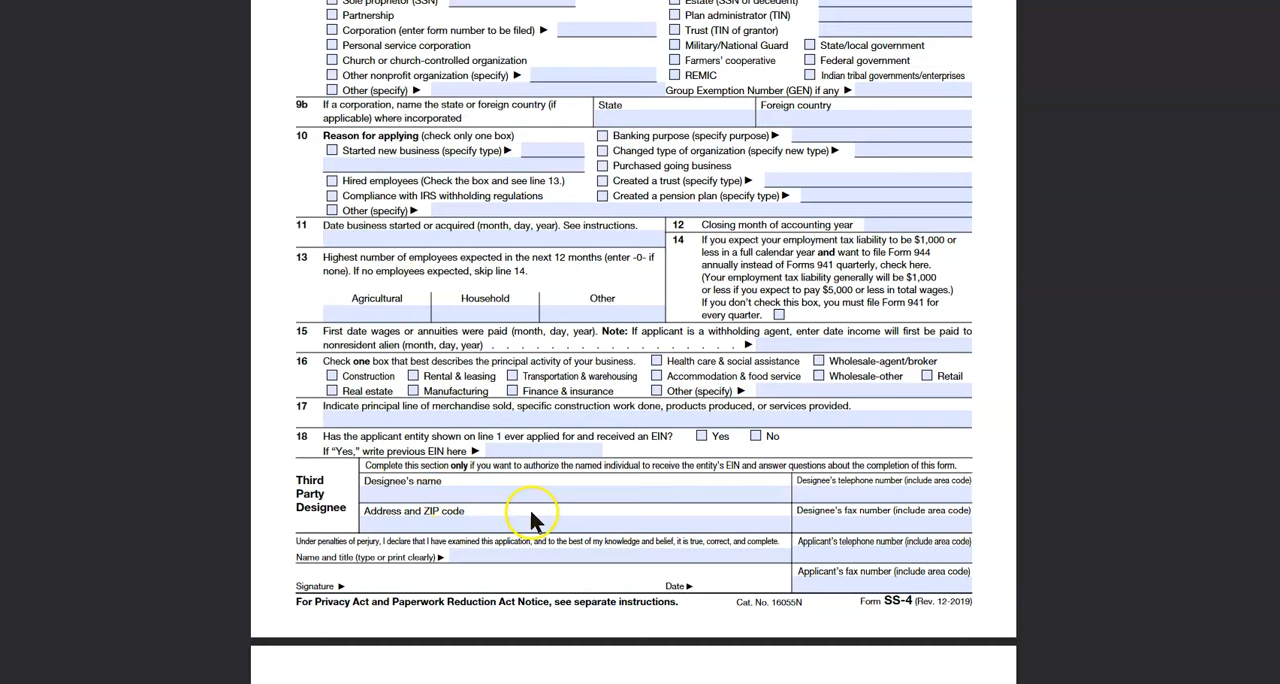 Sole proprietor (SSN) Estate (SSN of decedent)
Partnership Plan administrator (TIN)
Corporation (enter form number to be filed) ▶ Trust (TIN of grantor)
Personal service corporation Military/National Guard State/local government
Church or church-controlled organization Farmers' cooperative Federal government
Other nonprofit organization (specify) ▶ REMIC Indian tribal governments/enterprises
Other (specify) ▶ Group Exemption Number (GEN) if any ▶
9b If a corporation, name the state or foreign country (if State Foreign country
applicable) where incorporated
10 Reason for applying (check only one box) Banking purpose (specify purpose) ▶
Started new business (specify type) ▶ Changed type of organization (specify new type) ▶
Purchased going business
Hired employees (Check the box and see line 13.) Created a trust (specify type) ▶
Compliance with IRS withholding regulations Created a pension plan (specify type) ▶
Other (specify) ▶
11 Date business started or acquired (month, day, year). See instructions. 12 Closing month of accounting year
13 Highest number of employees expected in the next 12 months (enter -0- if
none). If no employees expected, skip line 14.
Agricultural Household Other
14 If you expect your employment tax liability to be $1,000 or
less in a full calendar year and want to file Form 944
annually instead of Forms 941 quarterly, check here.
(Your employment tax liability generally will be $1,000
or less if you expect to pay $5,000 or less in total wages.)
If you don't check this box, you must file Form 941 for
every quarter.
15 First date wages or annuities were paid (month, day, year). Note: If applicant is a withholding agent, enter date income will first be paid to
nonresident alien (month, day, year) . . . . . . . . . . . . . . . . . ▶
16 Check one box that best describes the principal activity of your business. Health care & social assistance Wholesale-agent/broker
Construction Rental & leasing Transportation & warehousing Accommodation & food service Wholesale-other Retail
Real estate Manufacturing Finance & insurance Other (specify) ▶
17 Indicate principal line of merchandise sold, specific construction work done, products produced, or services provided.
18 Has the applicant entity shown on line 1 ever applied for and received an EIN? Yes No
If "Yes," write previous EIN here ▶
Complete this section only if you want to authorize the named individual to receive the entity's EIN and answer questions about the completion of this form.
Third
Party
Designee
Designee's name Designee's telephone number (include area code)
Address and ZIP code Designee's fax number (include area code)
Under penalties of perjury, I declare that I have examined this application, and to the best of my knowledge and belief, it is true, correct, and complete. Applicant's telephone number (include area code)
Name and title (type or print clearly) ▶
Applicant's fax number (include area code)
Signature ▶ Date ▶
For Privacy Act and Paperwork Reduction Act Notice, see separate instructions. Cat. No. 16055N Form SS-4 (Rev. 12-2019)